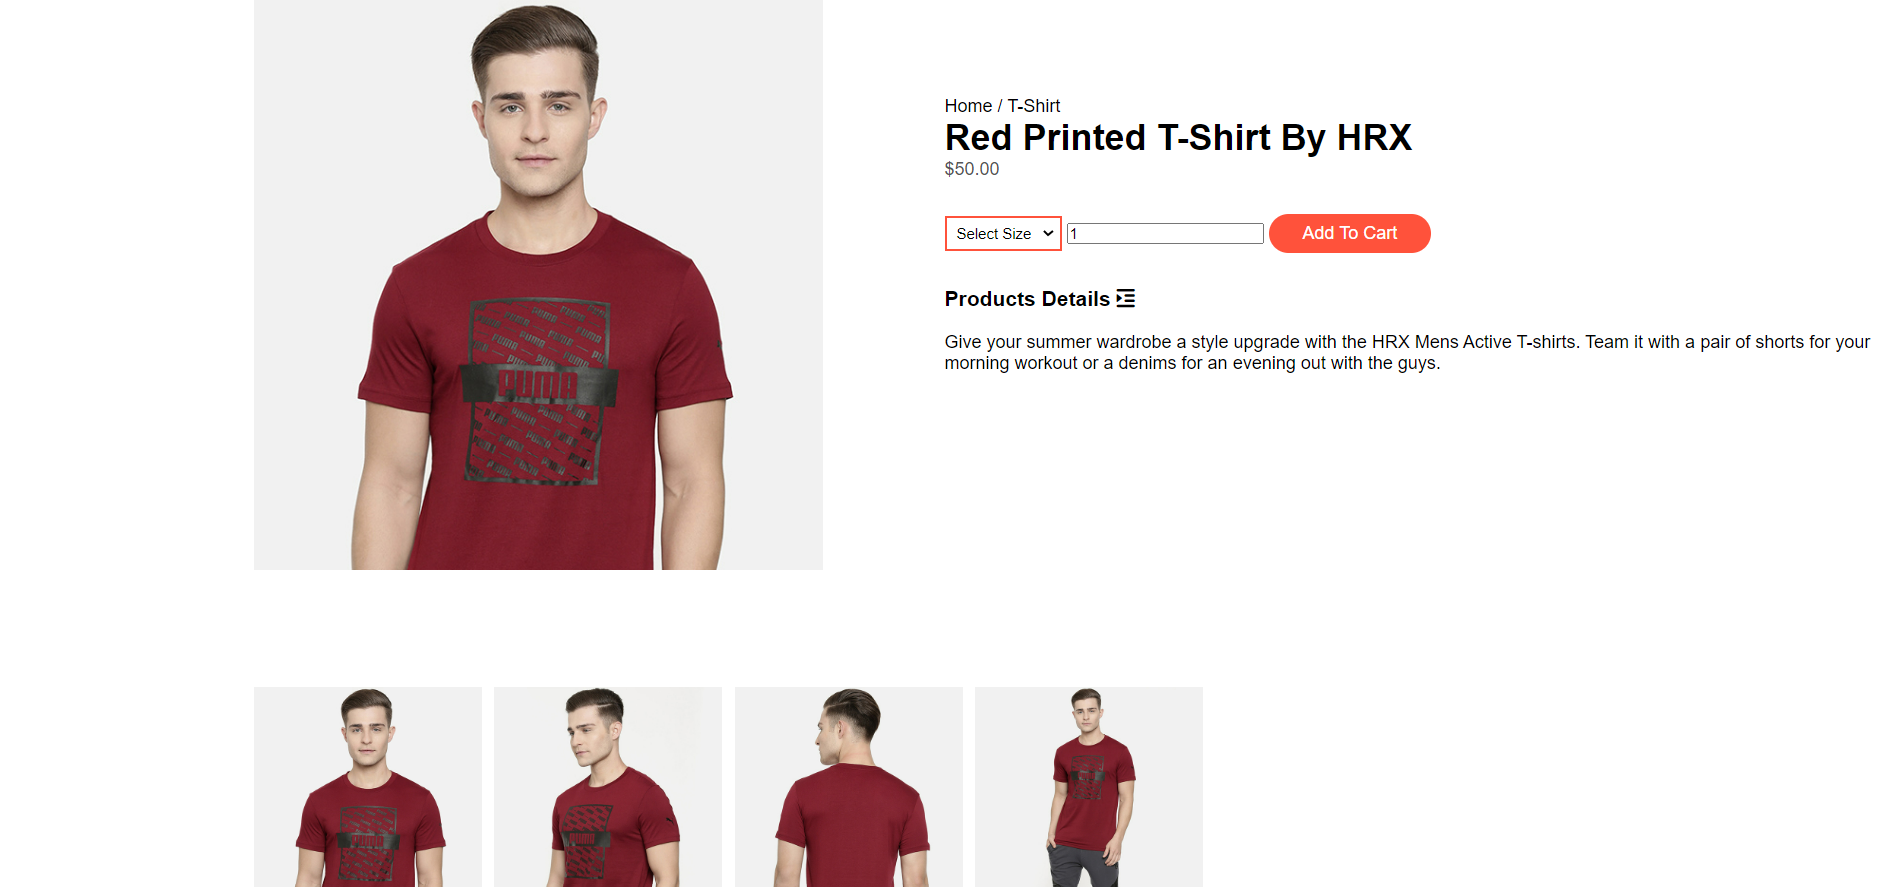 Home / T-Shirt
Red Printed T-Shirt By HRX
$50.00
Select Size
1
Add To Cart
Products Details
Give your summer wardrobe a style upgrade with the HRX Mens Active T-shirts. Team it with a pair of shorts for your
morning workout or a denims for an evening out with the guys.
PUMA
PUMA
PUMA